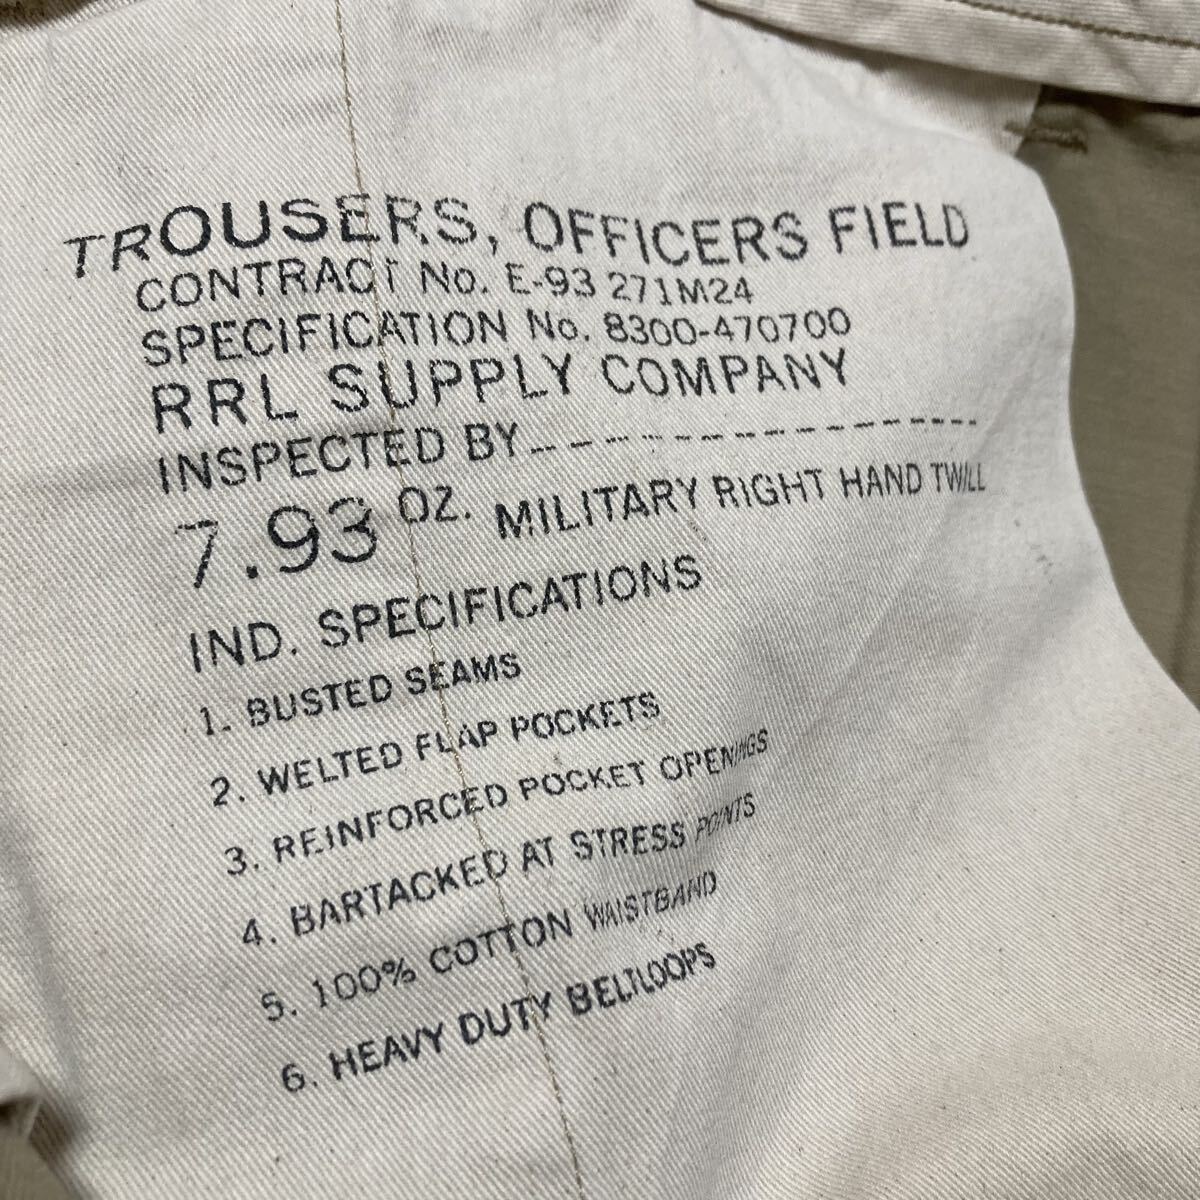 TROUSERS, OFFICERS FIELD
CONTRACT No. E-93 271M24
SPECIFICATION No. 8300-470700
RRL SUPPLY COMPANY
INSPECTED BY------------------
7.93 OZ. MILITARY RIGHT HAND TWILL
IND. SPECIFICATIONS
1. BUSTED SEAMS
2. WELTED FLAP POCKETS
3. REINFORCED POCKET OPENINGS
4. BARTACKED AT STRESS POINTS
5. 100% COTTON WAISTBAND
6. HEAVY DUTY BELTLOOPS